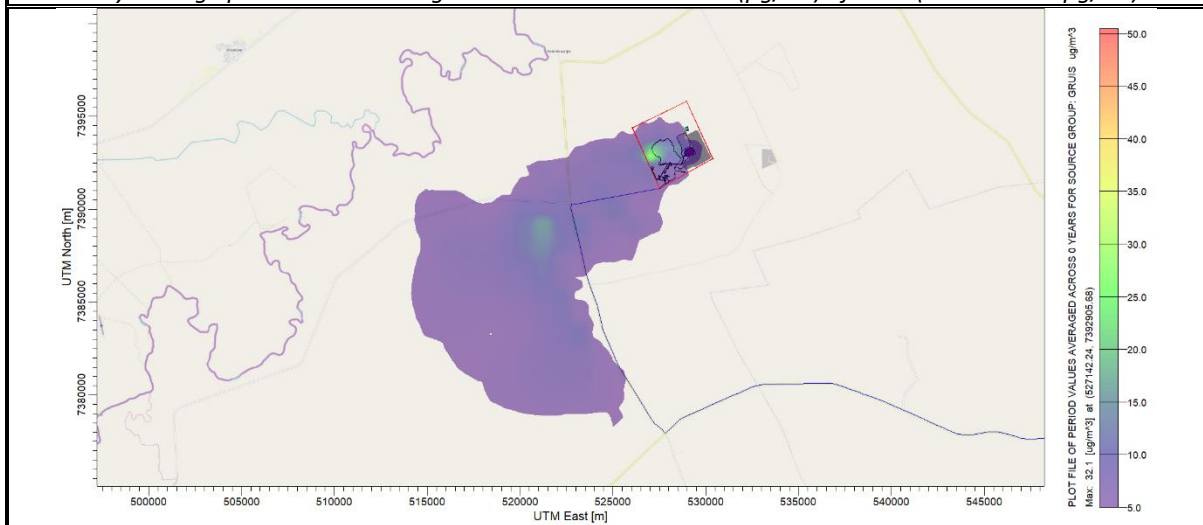 UTM North [m]
7395000
7390000
7385000
7380000
500000 505000 510000 515000 520000 525000 530000 535000 540000 545000
UTM East [m]
PLOT FILE OF PERIOD VALUES AVERAGED ACROSS 0 YEARS FOR SOURCE GROUP: GRUIS ug/m^3
Max: 32.1 [ug/m^3] at (527142.24, 7392905.68)
50.0
45.0
40.0
35.0
30.0
25.0
20.0
15.0
10.0
5.0